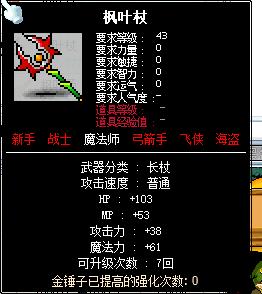 枫叶杖
要求等级： 43
要求力量： 0
要求敏捷： 0
要求智力： 0
要求运气： 0
要求人气度： -
道具等级： -
道具经验值： -
新手 战士 魔法师 弓箭手 飞侠 海盗
武器分类：长杖
攻击速度：普通
HP : +103
MP : +53
攻击力：+38
魔法力：+61
可升级次数：7回
金锤子已提高的强化次数: 0